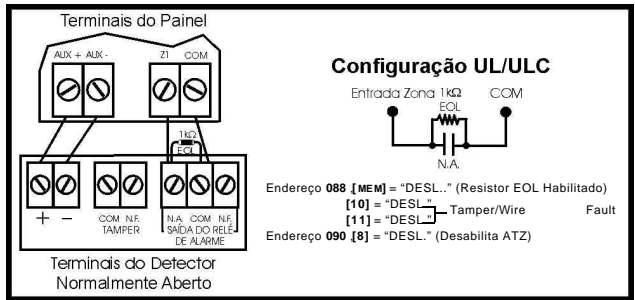 Terminais do Painel
AUX + AUX -
Z1 COM
1kΩ
EOL
+ -
COM N.F.
TAMPER
N.A. COM N.F.
SAÍDA DO RELÉ
DE ALARME
Terminais do Detector
Normalmente Aberto
Configuração UL/ULC
Entrada Zona 1kΩ COM
EOL
N.A.
Endereço 088 ,[MEM] = “DESL..” (Resistor EOL Habilitado)
[10] = “DESL.”
[11] = “DESL.”
Tamper/Wire Fault
Endereço 090 ,[8] = “DESL.” (Desabilita ATZ)